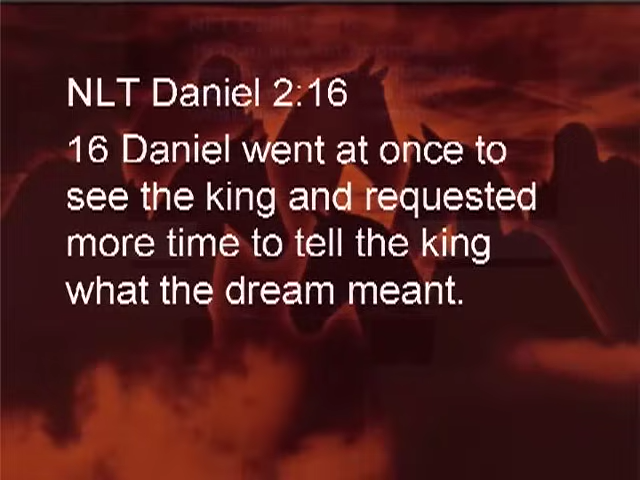 NLT Daniel 2:16
16 Daniel went at once to
see the king and requested
more time to tell the king
what the dream meant.